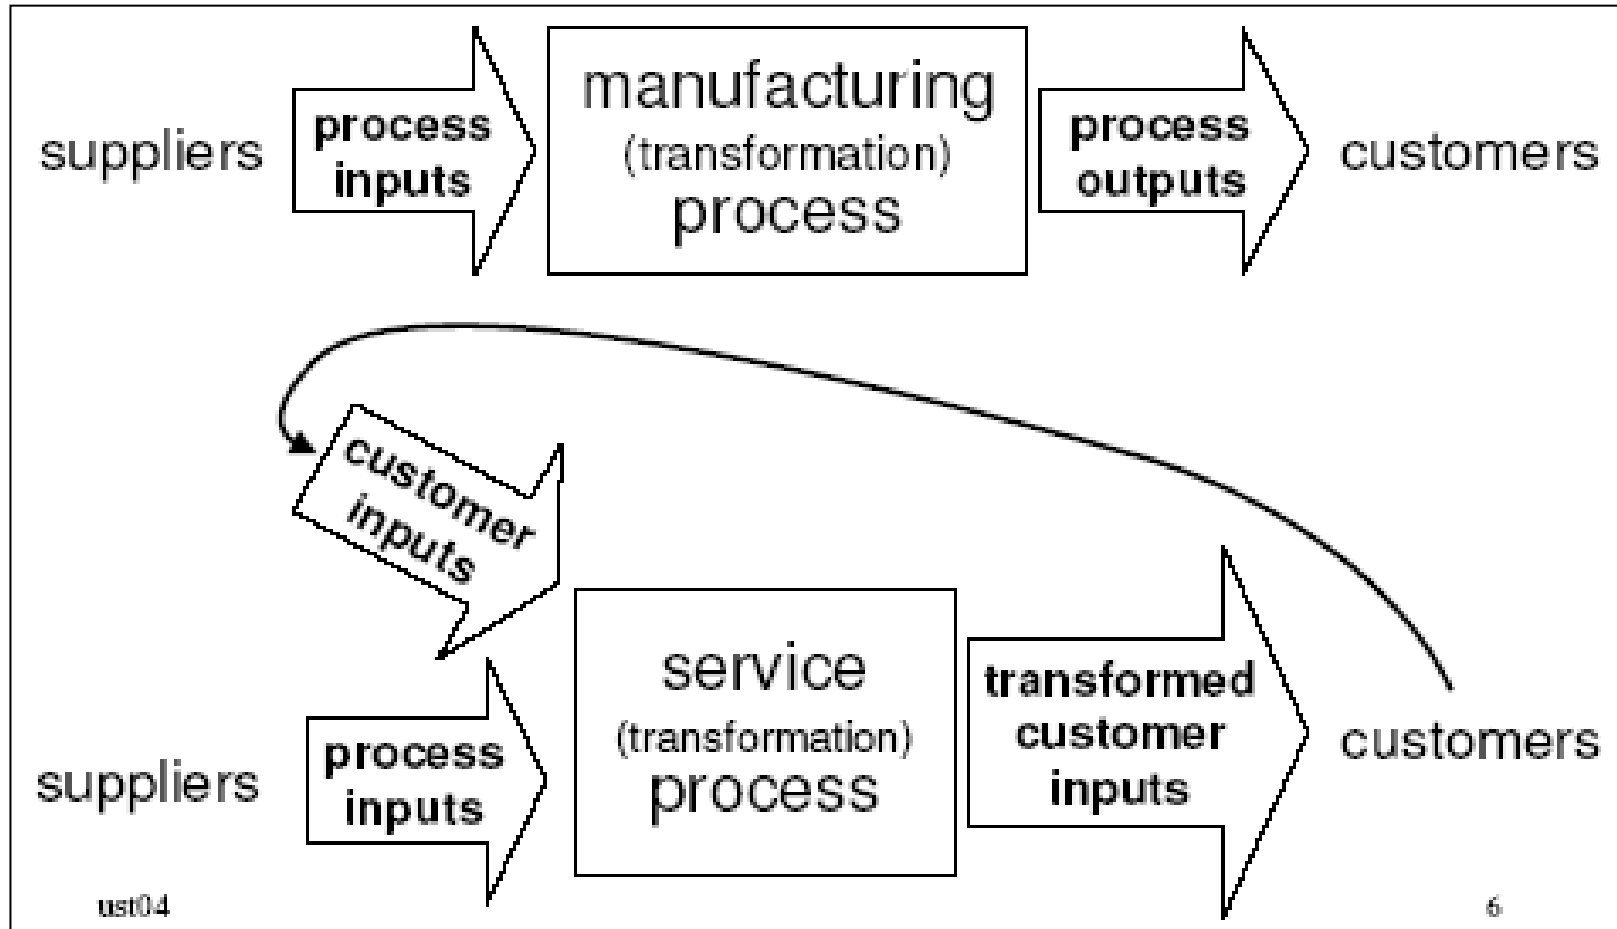 suppliers
process
inputs
manufacturing
(transformation)
process
process
outputs
customers
customer
inputs
suppliers
process
inputs
service
(transformation)
process
transformed
customer
inputs
customers
ust04
6